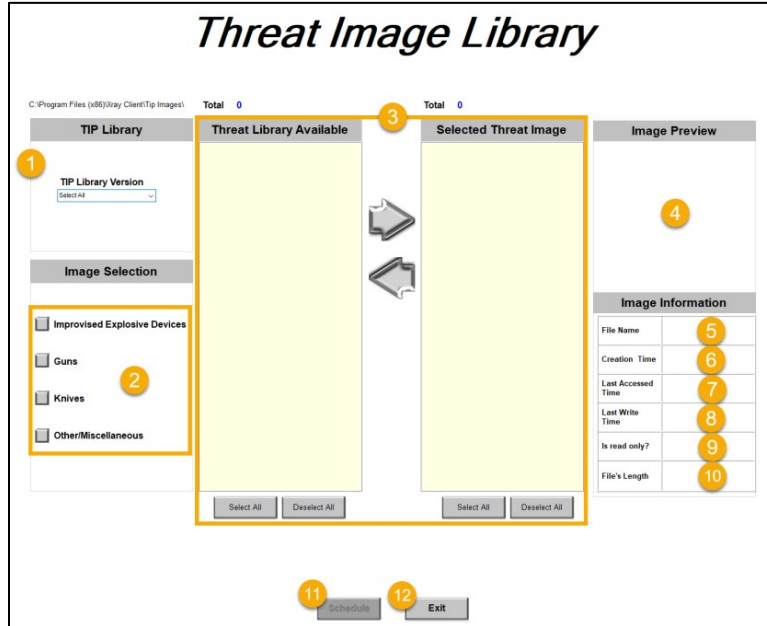 Threat Image Library
C:\Program Files (x86)\Xray Client\Tip Images\
Total 0
Total 0
3
TIP Library
Threat Library Available
Selected Threat Image
Image Preview
1
TIP Library Version
Select All
4
Image Selection
Improvised Explosive Devices
Guns
2
Knives
Other/Miscellaneous
Image Information
File Name 5
Creation Time 6
Last Accessed
Time
7
Last Write
Time
8
Is read only? 9
File's Length 10
Select All
Deselect All
Select All
Deselect All
11
Schedule
12
Exit